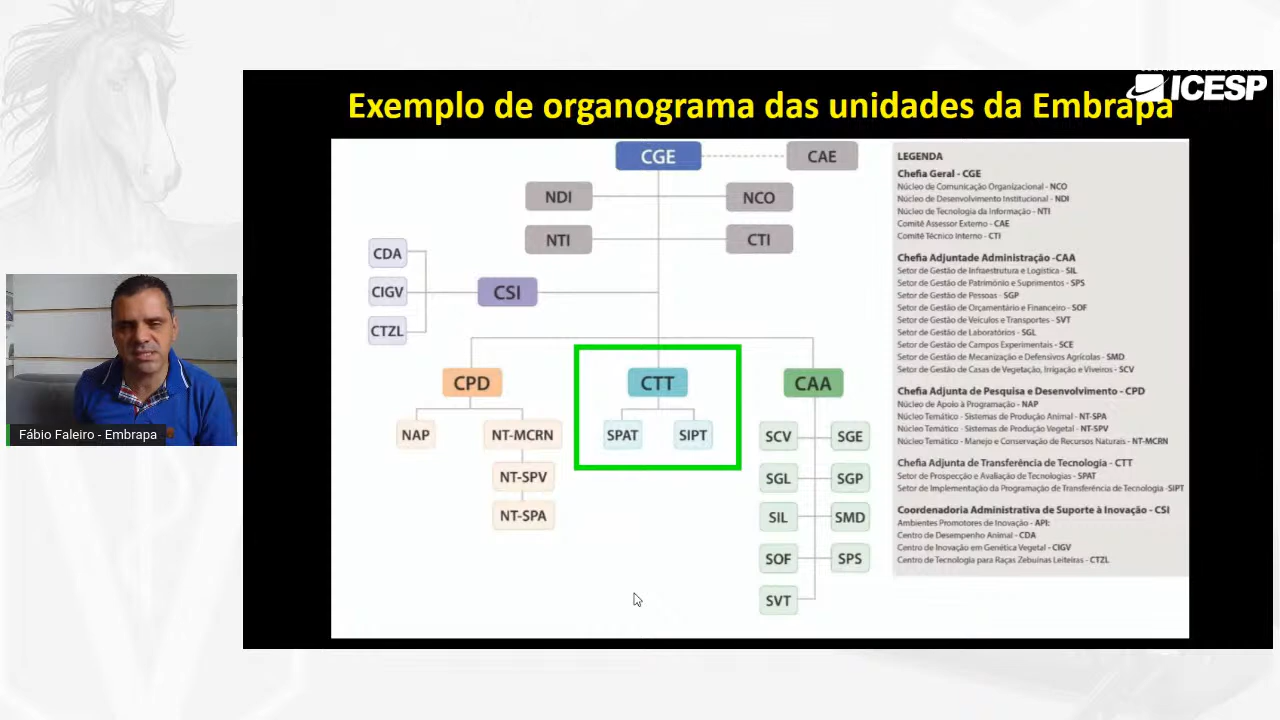 ICESP
Exemplo de organograma das unidades da Embrapa
CGE
CAE
NDI
NCO
NTI
CTI
CDA
CIGV
CTZL
CSI
CPD
CTT
CAA
NAP
NT-MCRN
NT-SPV
NT-SPA
SPAT
SIPT
SCV
SGE
SGL
SGP
SIL
SMD
SOF
SPS
SVT
LEGENDA
Chefia Geral - CGE
Núcleo de Comunicação Organizacional - NCO
Núcleo de Desenvolvimento Institucional - NDI
Núcleo de Tecnologia da Informação - NTI
Comitê Assessor Externo - CAE
Comitê Técnico Interno - CTI
Chefia Adjuntade Administração -CAA
Setor de Gestão de Infraestrutura e Logística - SIL
Setor de Gestão de Patrimônio e Suprimentos - SPS
Setor de Gestão de Pessoas - SGP
Setor de Gestão de Orçamentário e Financeiro - SOF
Setor de Gestão de Veículos e Transportes - SVT
Setor de Gestão de Laboratórios - SGL
Setor de Gestão de Campos Experimentais - SCE
Setor de Gestão de Mecanização e Defensivos Agrícolas - SMD
Setor de Gestão de Casas de Vegetação, Irrigação e Viveiros - SCV
Chefia Adjunta de Pesquisa e Desenvolvimento - CPD
Núcleo de Apoio à Programação - NAP
Núcleo Temático - Sistemas de Produção Animal - NT-SPA
Núcleo Temático - Sistemas de Produção Vegetal - NT-SPV
Núcleo Temático - Manejo e Conservação de Recursos Naturais - NT-MCRN
Chefia Adjunta de Transferência de Tecnologia - CTT
Setor de Prospecção e Avaliação de Tecnologias - SPAT
Setor de Implementação da Programação de Transferência de Tecnologia -SIPT
Coordenadoria Administrativa de Suporte à Inovação - CSI
Ambientes Promotores de Inovação - API:
Centro de Desempenho Animal - CDA
Centro de Inovação em Genética Vegetal - CIGV
Centro de Tecnologia para Raças Zebuínas Leiteiras - CTZL
Fábio Faleiro - Embrapa